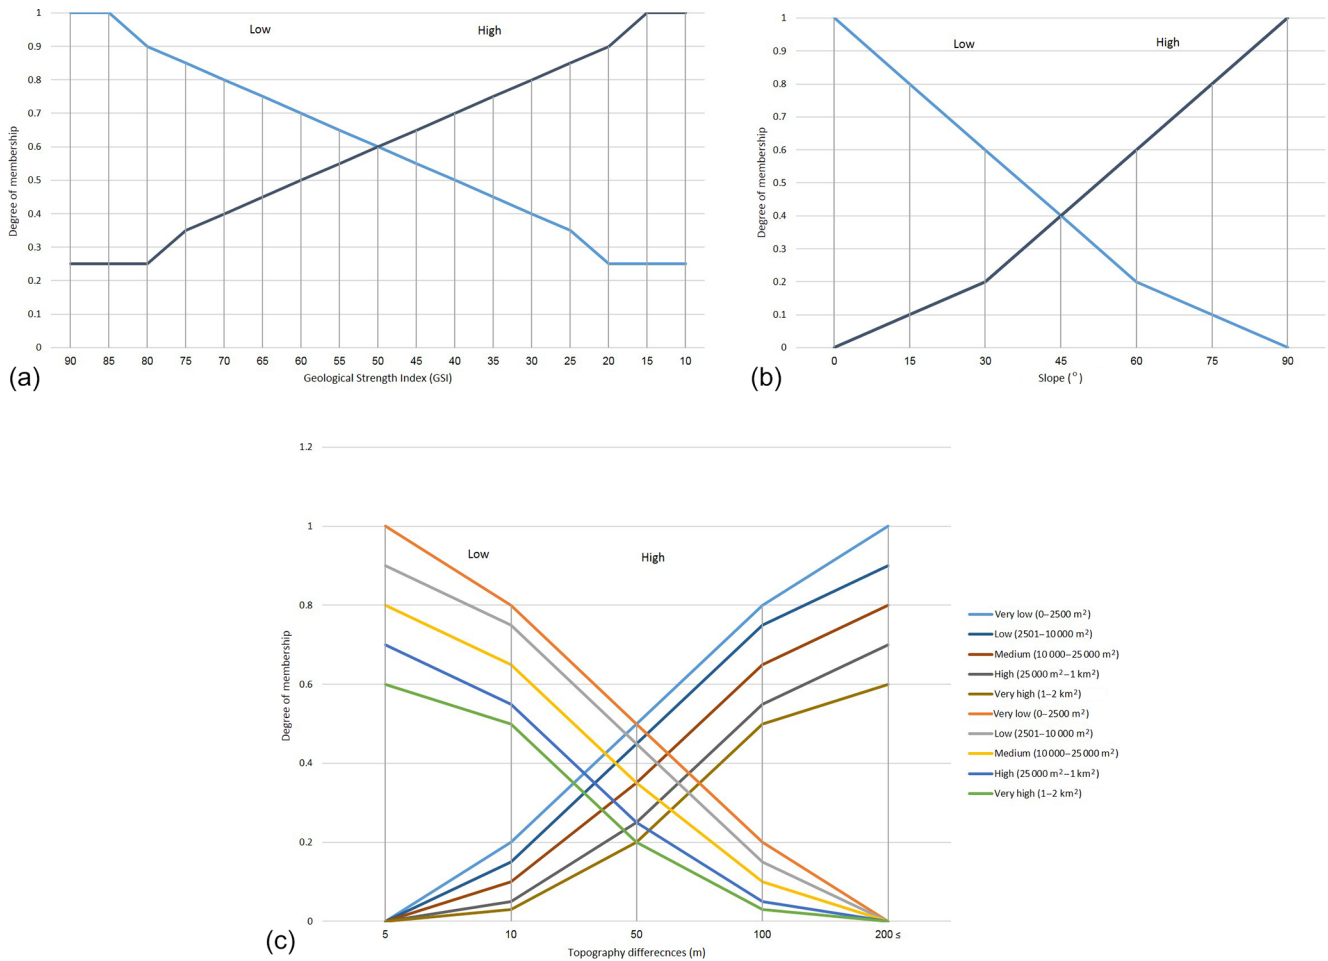 Low
High
Degree of membership
1
0.9
0.8
0.7
0.6
0.5
0.4
0.3
0.2
0.1
0
90 85 80 75 70 65 60 55 50 45 40 35 30 25 20 15 10
Geological Strength Index (GSI)
(a)
Low
High
Degree of membership
1
0.9
0.8
0.7
0.6
0.5
0.4
0.3
0.2
0.1
0
0 15 30 45 60 75 90
Slope (°)
(b)
Low
High
Degree of membership
1.2
1
0.8
0.6
0.4
0.2
0
5 10 50 100 200 ≤
Topography differecnces (m)
(c)
Very low (0–2500 m²)
Low (2501–10 000 m²)
Medium (10 000–25 000 m²)
High (25 000 m²–1 km²)
Very high (1–2 km²)
Very low (0–2500 m²)
Low (2501–10 000 m²)
Medium (10 000–25 000 m²)
High (25 000 m²–1 km²)
Very high (1–2 km²)